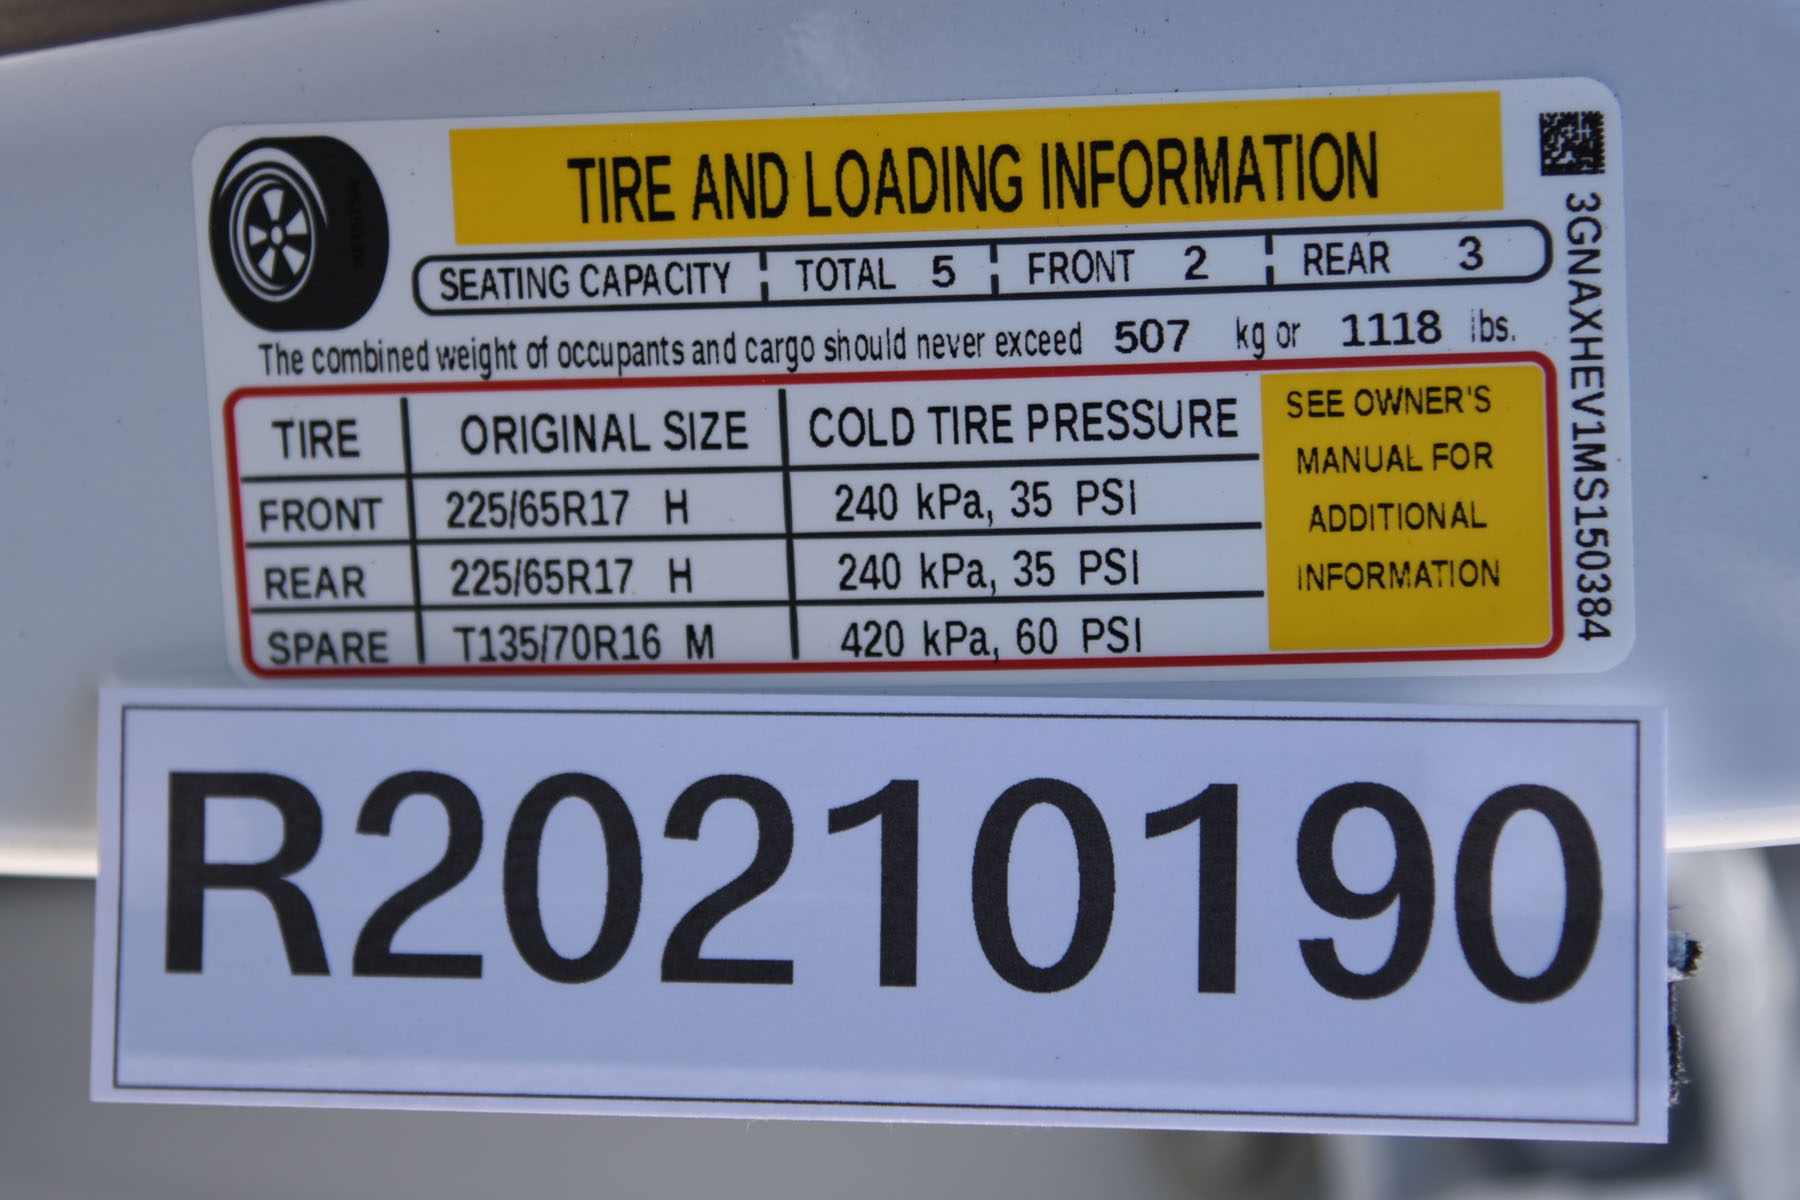 TIRE AND LOADING INFORMATION
SEATING CAPACITY TOTAL 5 FRONT 2 REAR 3
The combined weight of occupants and cargo should never exceed 507 kg or 1118 lbs.
TIRE ORIGINAL SIZE COLD TIRE PRESSURE
FRONT 225/65R17 H 240 kPa, 35 PSI
REAR 225/65R17 H 240 kPa, 35 PSI
SPARE T135/70R16 M 420 kPa, 60 PSI
SEE OWNER'S
MANUAL FOR
ADDITIONAL
INFORMATION
3GNAXHEV1MS150384
R20210190